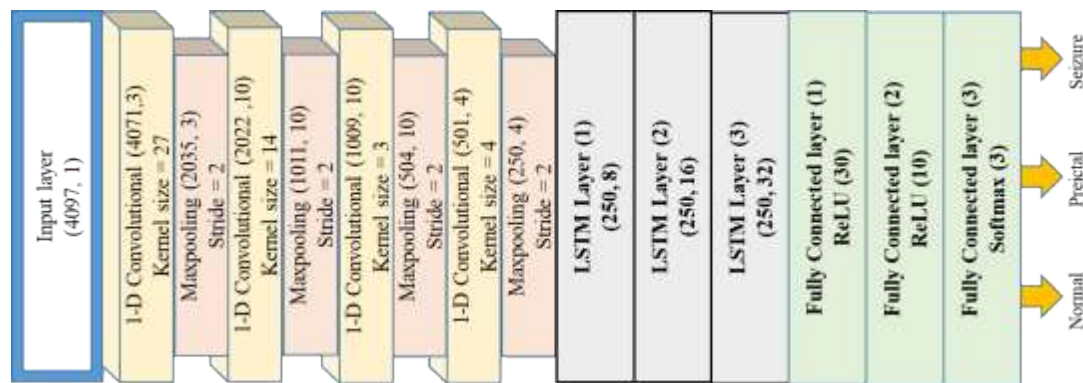 Input layer
(4097, 1)
1-D Convolutional (4071,3)
Kernel size = 27
Maxpooling (2035, 3)
Stride = 2
1-D Convolutional (2022 ,10)
Kernel size = 14
Maxpooling (1011, 10)
Stride = 2
1-D Convolutional (1009, 10)
Kernel size = 3
Maxpooling (504, 10)
Stride = 2
1-D Convolutional (501, 4)
Kernel size = 4
Maxpooling (250, 4)
Stride = 2
LSTM Layer (1)
(250, 8)
LSTM Layer (2)
(250, 16)
LSTM Layer (3)
(250, 32)
Fully Connected layer (1)
ReLU (30)
Fully Connected layer (2)
ReLU (10)
Fully Connected layer (3)
Softmax (3)
Normal
Preictal
Seizure